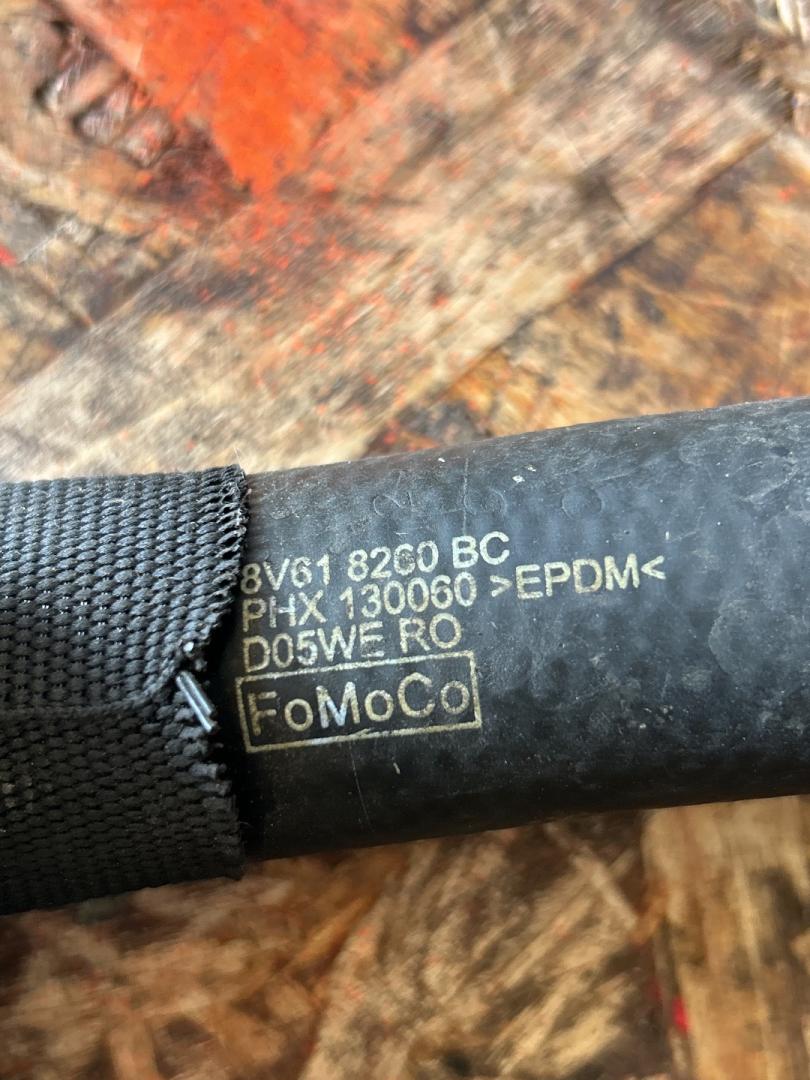 8V61 8260 BC
PHX 130060 >EPDM<
D05WE RO
FoMoCo